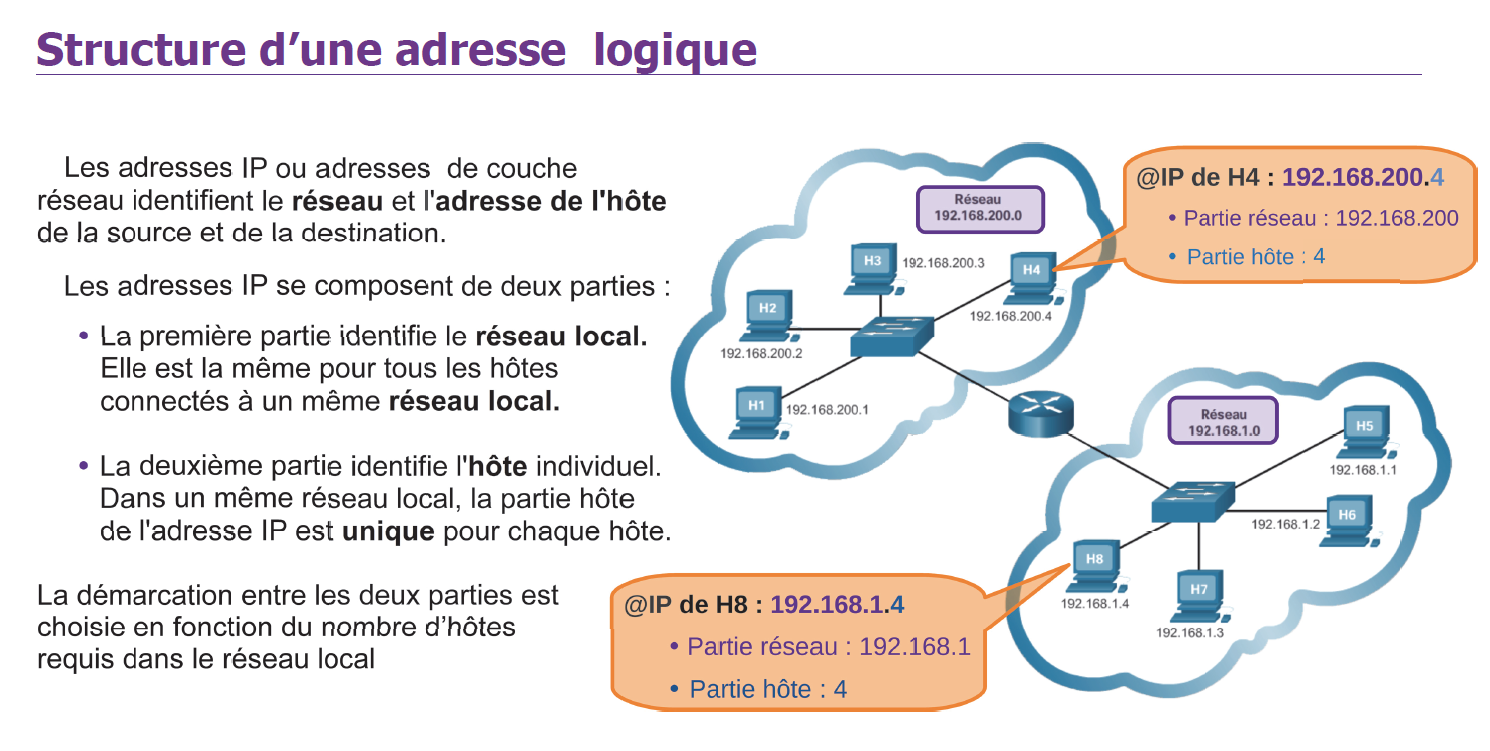 Structure d’une adresse  logique
Les adresses IP ou adresses  de couche
réseau identifient le réseau et l'adresse de l'hôte
de la source et de la destination.
Les adresses IP se composent de deux parties :
• La première partie identifie le réseau local.
Elle est la même pour tous les hôtes
connectés à un même réseau local.
• La deuxième partie identifie l'hôte individuel.
Dans un même réseau local, la partie hôte
de l'adresse IP est unique pour chaque hôte.
La démarcation entre les deux parties est
choisie en fonction du nombre d’hôtes
requis dans le réseau local
Réseau
192.168.200.0
H3
192.168.200.3
H4
192.168.200.4
H2
192.168.200.2
H1
192.168.200.1
@IP de H4 : 192.168.200.4
• Partie réseau : 192.168.200
• Partie hôte : 4
Réseau
192.168.1.0
H5
192.168.1.1
H6
192.168.1.2
H8
192.168.1.4
H7
192.168.1.3
@IP de H8 : 192.168.1.4
• Partie réseau : 192.168.1
• Partie hôte : 4